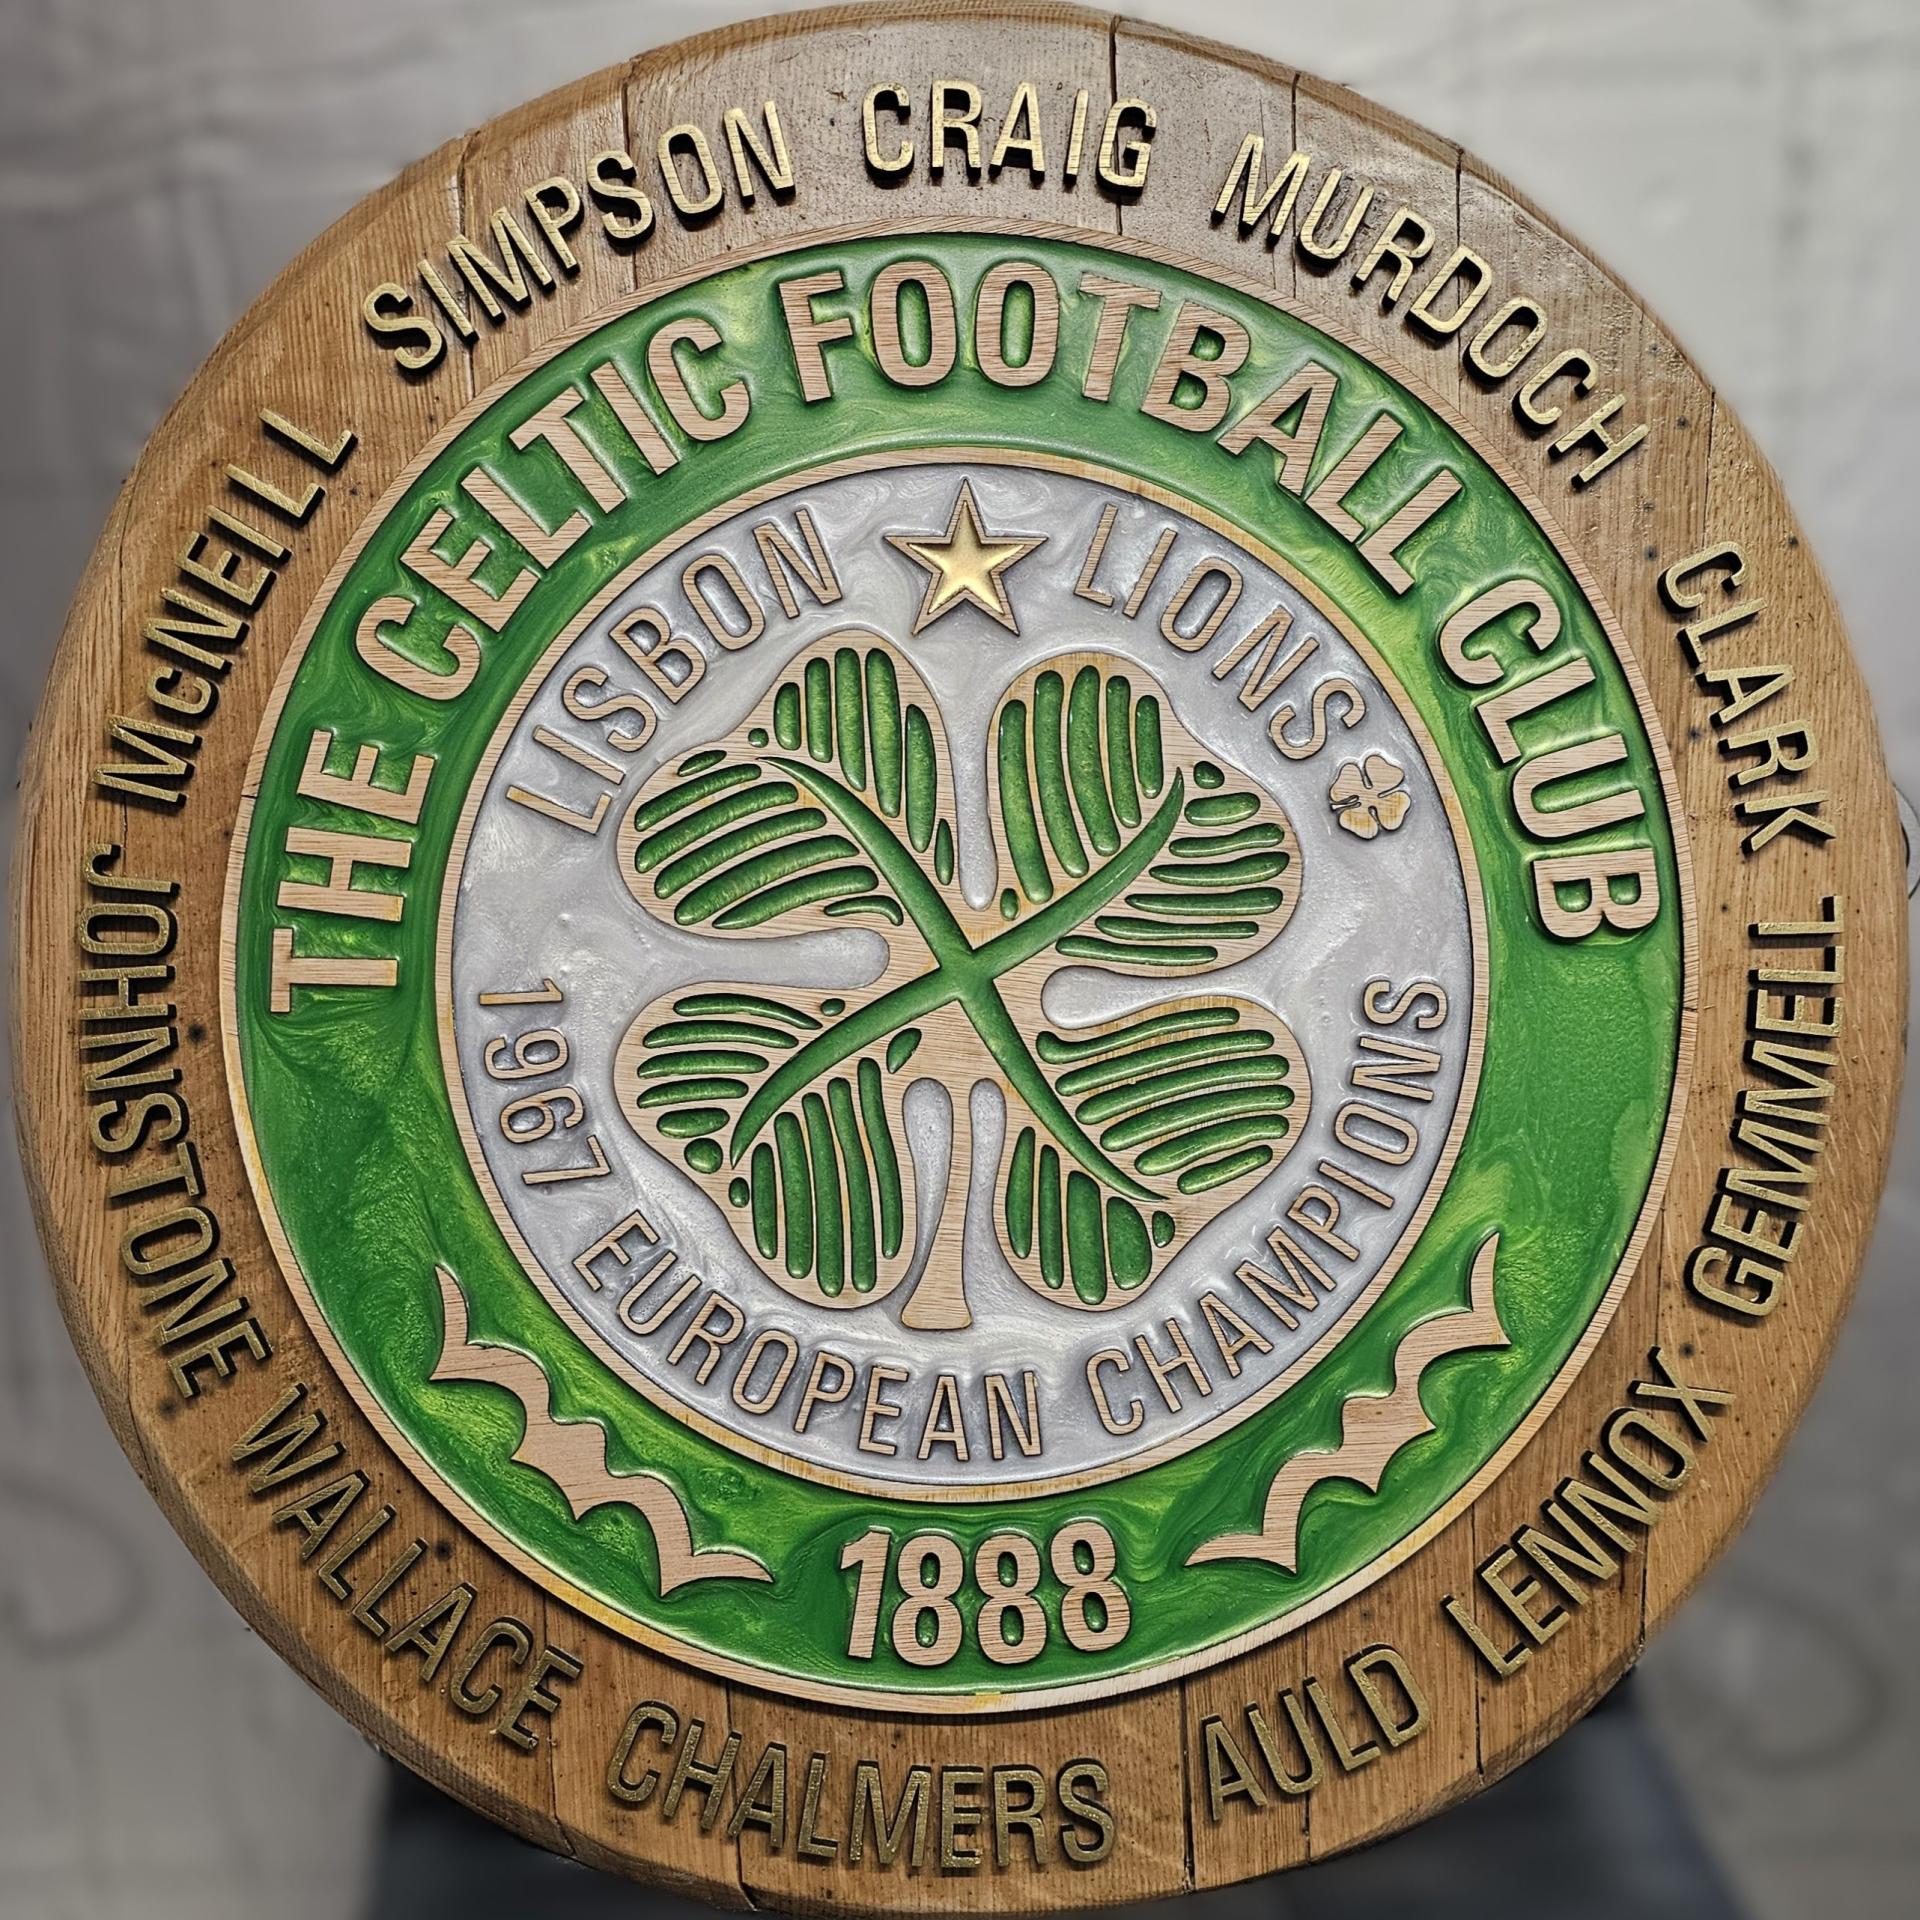 SIMPSON CRAIG MURDOCH CLARK
GEMMELL LENNOX AULD CHALMERS WALLACE JOHNSTONE
McNEILL
THE CELTIC FOOTBALL CLUB
LISBON LIONS
1967 EUROPEAN CHAMPIONS
1888